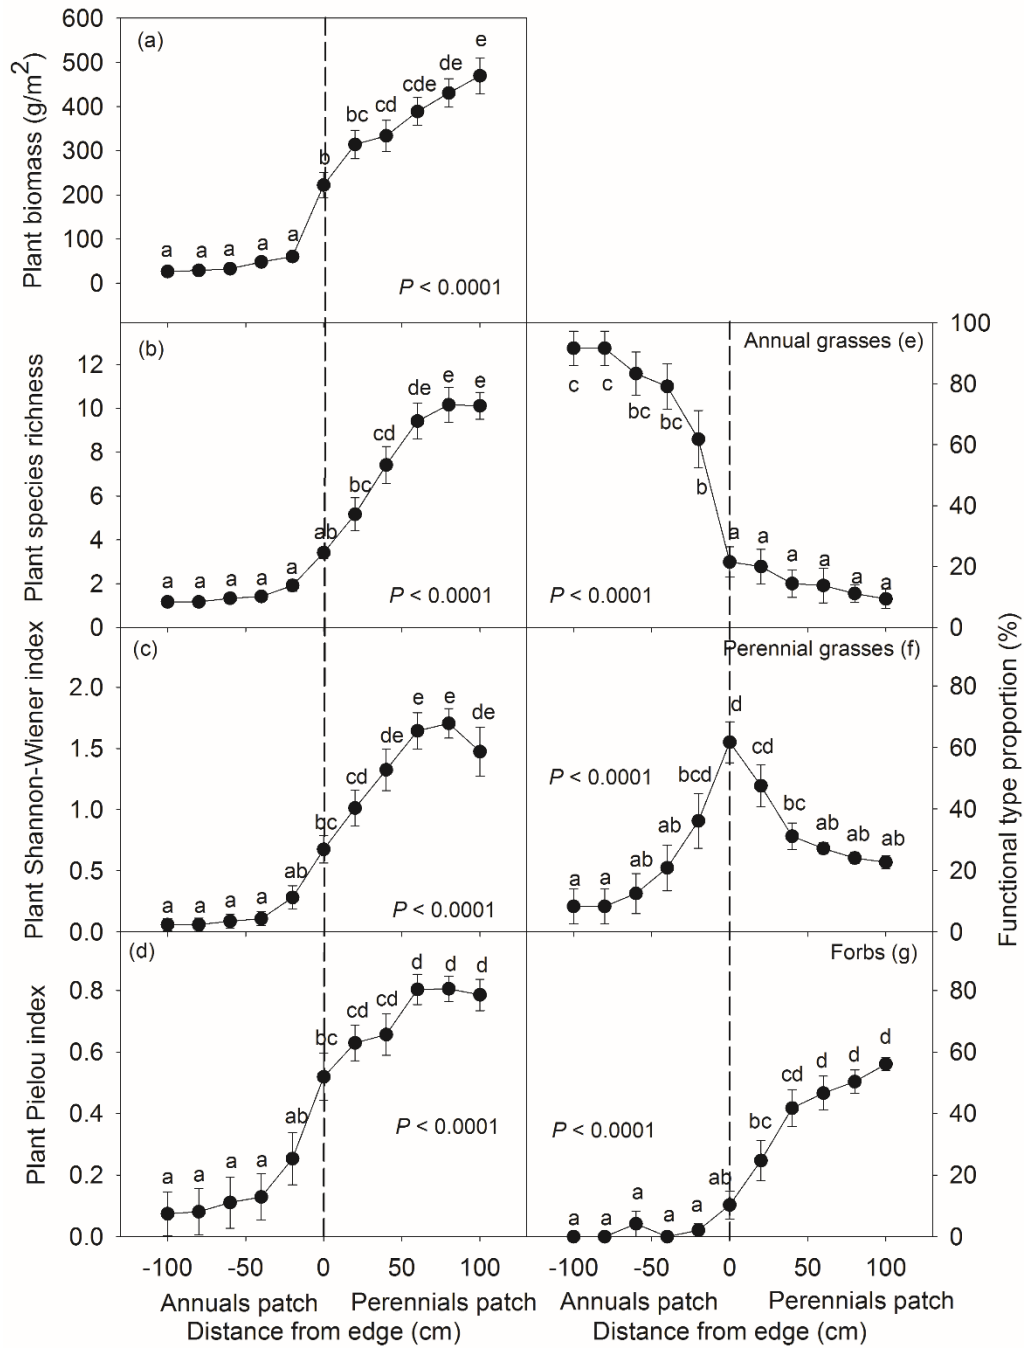 Plant biomass (g/m2)
600
500
400
300
200
100
0
(a)
a a a a a b bc cd cde de e
P < 0.0001
Plant species richness
12
10
8
6
4
2
0
(b)
a a a a a ab bc cd de e e
P < 0.0001
Annual grasses (e)
c c bc bc b a a a a a a
P < 0.0001
100
80
60
40
20
0
Plant Shannon-Wiener index
2.0
1.5
1.0
0.5
0.0
(c)
a a a a ab bc cd de e e de
P < 0.0001
Perennial grasses (f)
a a ab ab bcd d cd bc ab ab ab
P < 0.0001
80
60
40
20
0
Functional type proportion (%)
Plant Pielou index
0.8
0.6
0.4
0.2
0.0
(d)
a a a a ab bc cd cd d d d
P < 0.0001
Forbs (g)
a a a a a ab bc cd d d d
P < 0.0001
80
60
40
20
0
-100 -50 0 50 100
Annuals patch Perennials patch
Distance from edge (cm)
-100 -50 0 50 100
Annuals patch Perennials patch
Distance from edge (cm)